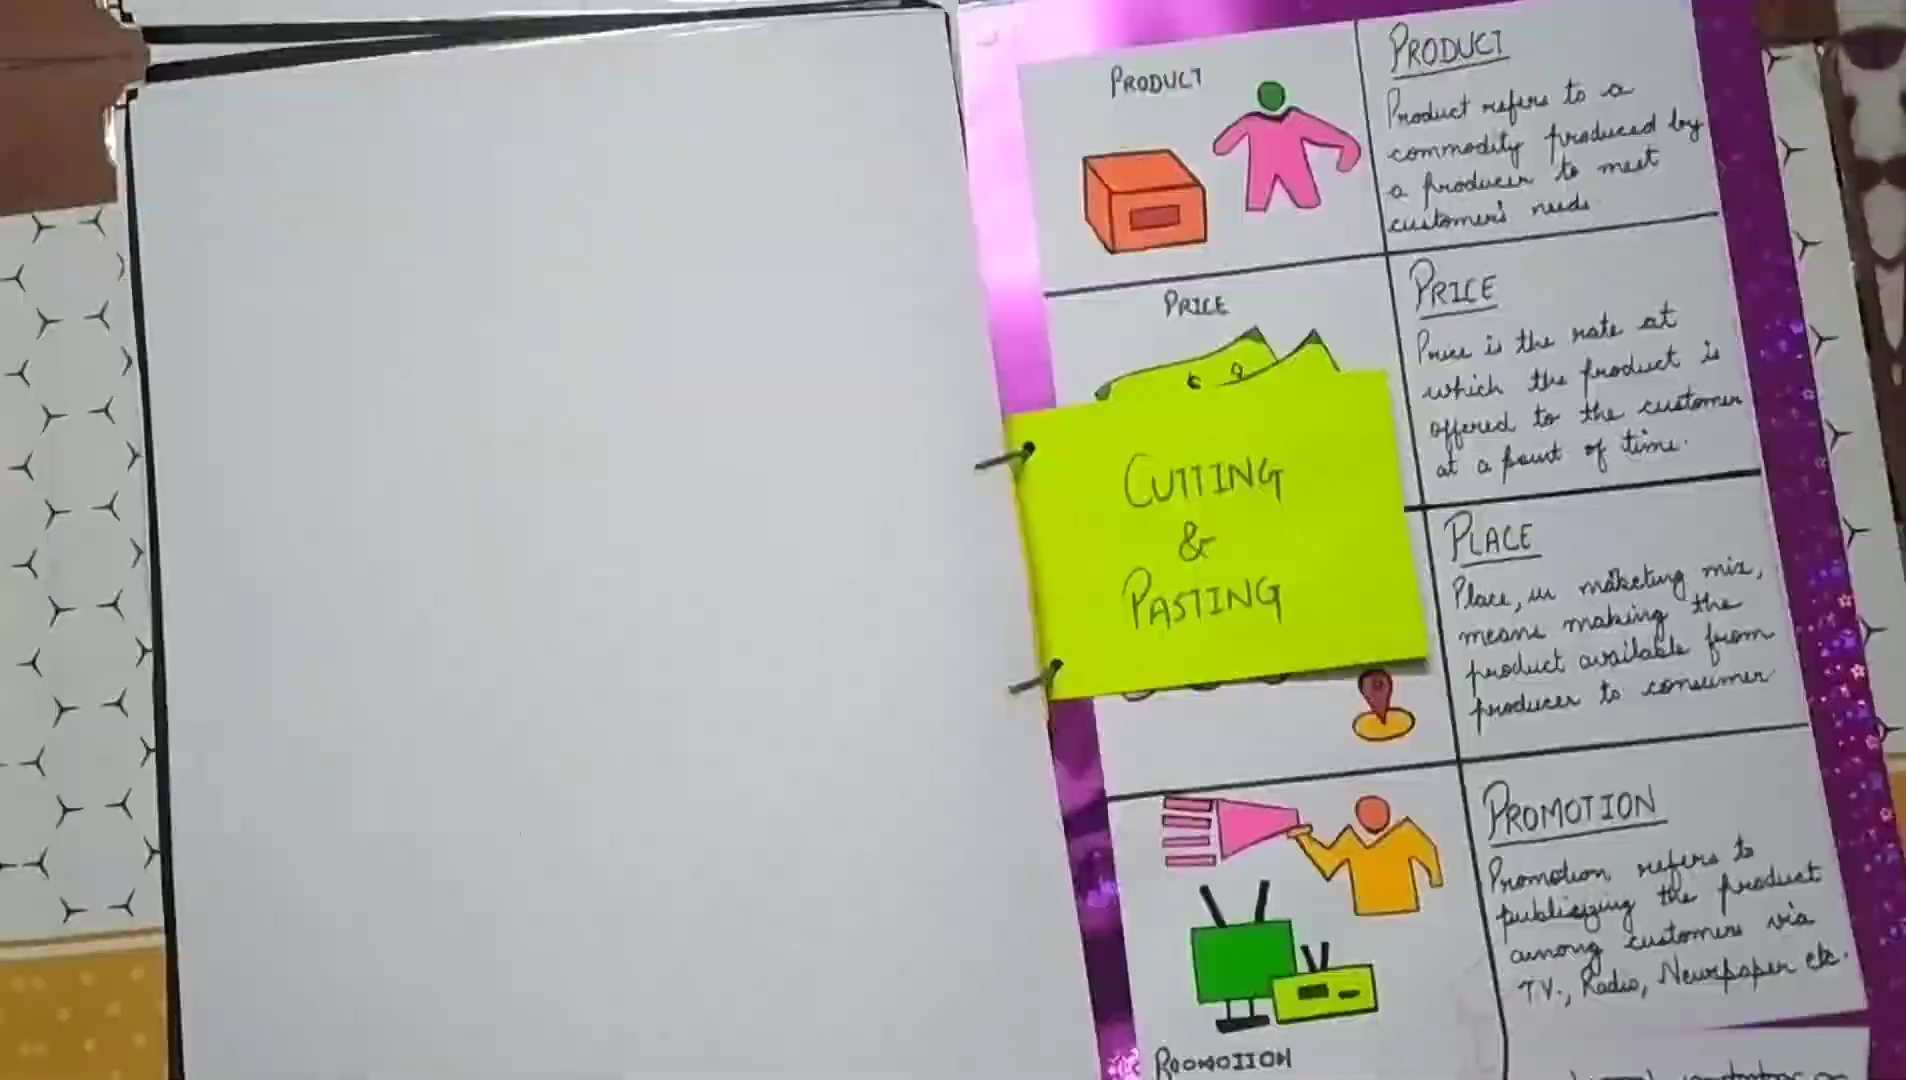 PRODUCT
PRODUCT
Product refers to a
commodity produced by
a producer to meet
customer's needs.
PRICE
PRICE
Price is the rate at
which the product is
offered to the customer
at a point of time.
CUTTING
&
PASTING
PLACE
Place, in maketing mix,
means making the
product available from
producer to consumer
PROMOTION
Promotion refers to
publicizing the product
among customers via
T.V., Radio, Newspaper etc.
PROMOTION